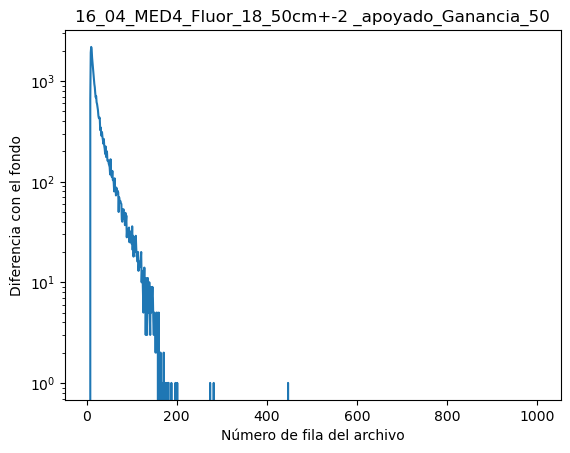 16_04_MED4_Fluor_18_50cm+-2 _apoyado_Ganancia_50
Diferencia con el fondo
10³
10²
10¹
10⁰
0 200 400 600 800 1000
Número de fila del archivo